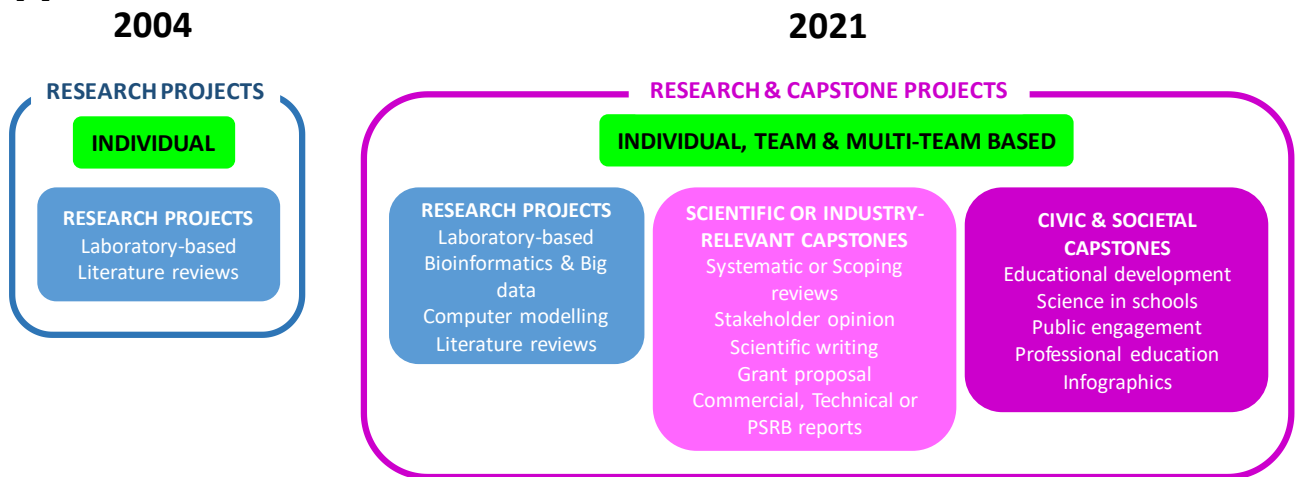 2004
RESEARCH PROJECTS
INDIVIDUAL
RESEARCH PROJECTS
Laboratory-based
Literature reviews
2021
RESEARCH & CAPSTONE PROJECTS
INDIVIDUAL, TEAM & MULTI-TEAM BASED
RESEARCH PROJECTS
Laboratory-based
Bioinformatics & Big
data
Computer modelling
Literature reviews
SCIENTIFIC OR INDUSTRY-
RELEVANT CAPSTONES
Systematic or Scoping
reviews
Stakeholder opinion
Scientific writing
Grant proposal
Commercial, Technical or
PSRB reports
CIVIC & SOCIETAL
CAPSTONES
Educational development
Science in schools
Public engagement
Professional education
Infographics